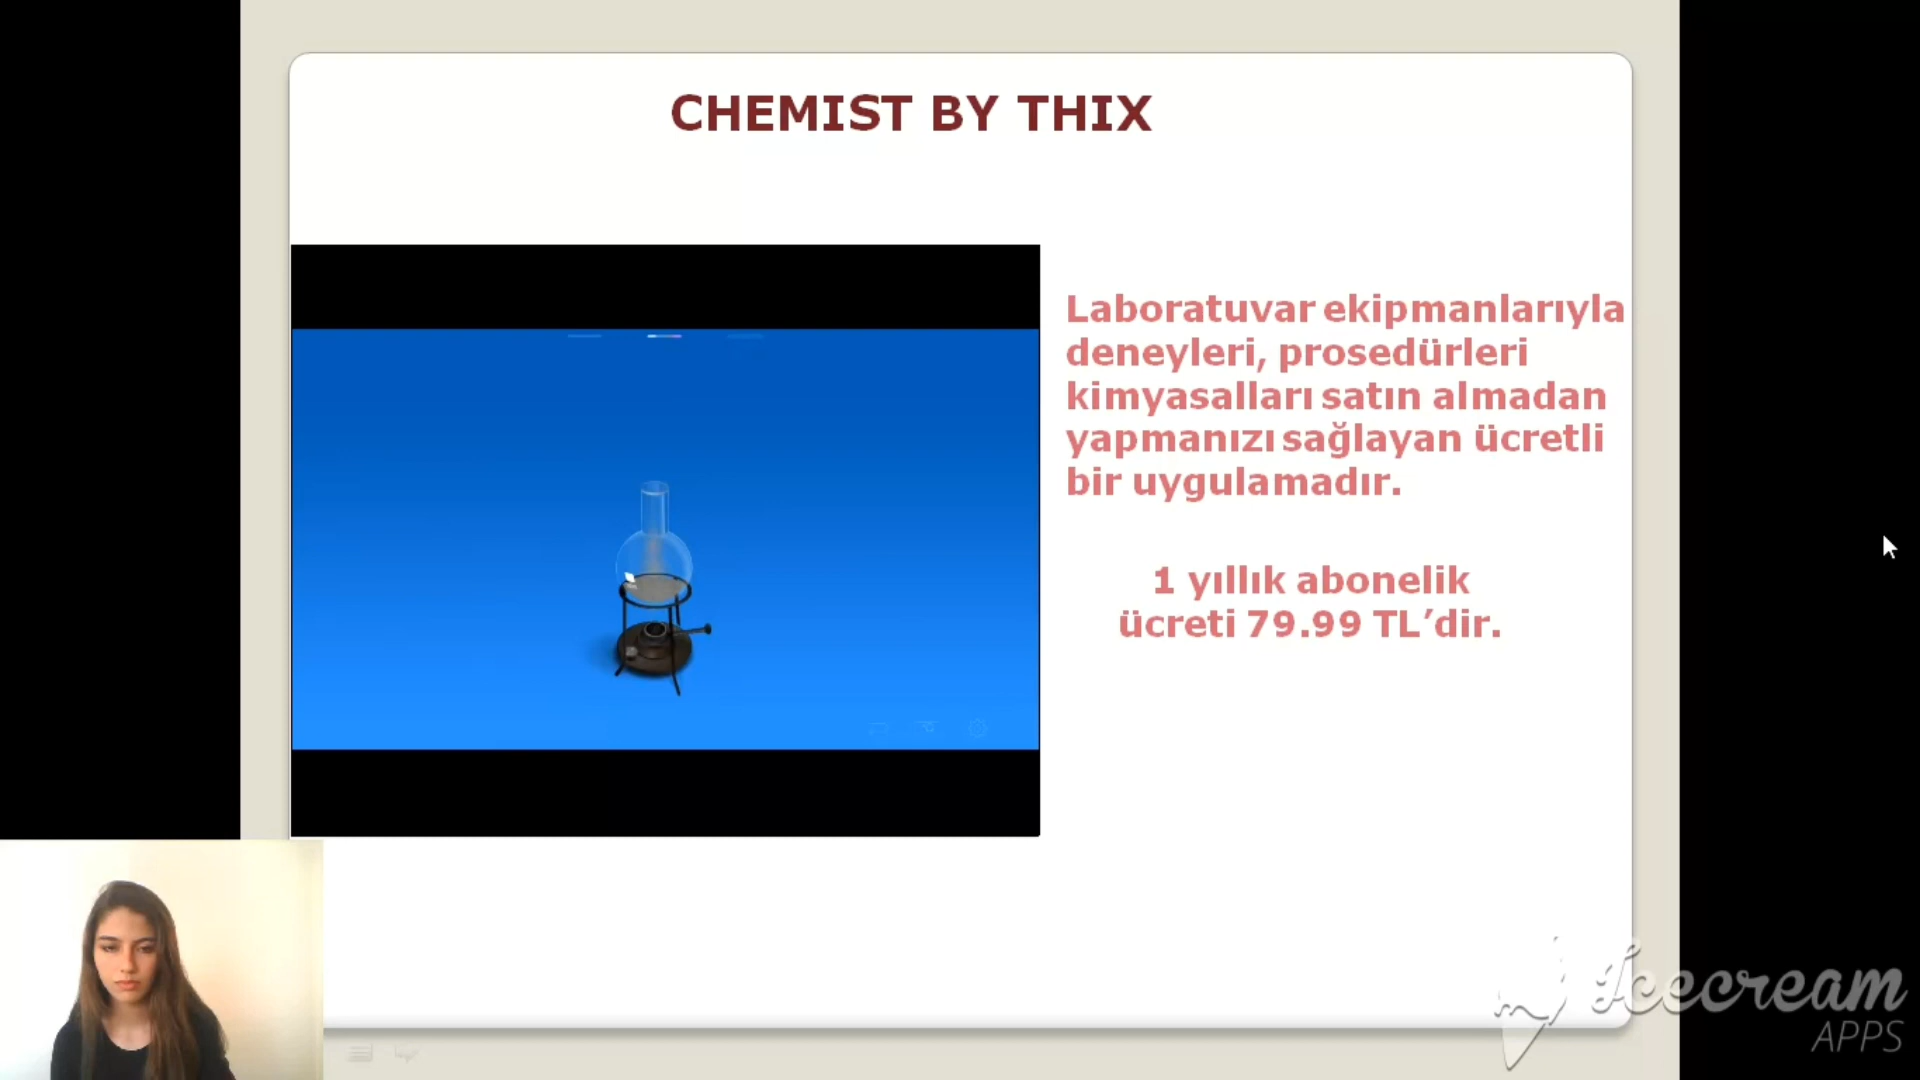 CHEMIST BY THIX
Laboratuvar ekipmanlarıyla
deneyleri, prosedürleri
kimyasalları satın almadan
yapmanızı sağlayan ücretli
bir uygulamadır.
1 yıllık abonelik
ücreti 79.99 TL’dir.
Icecream
APPS